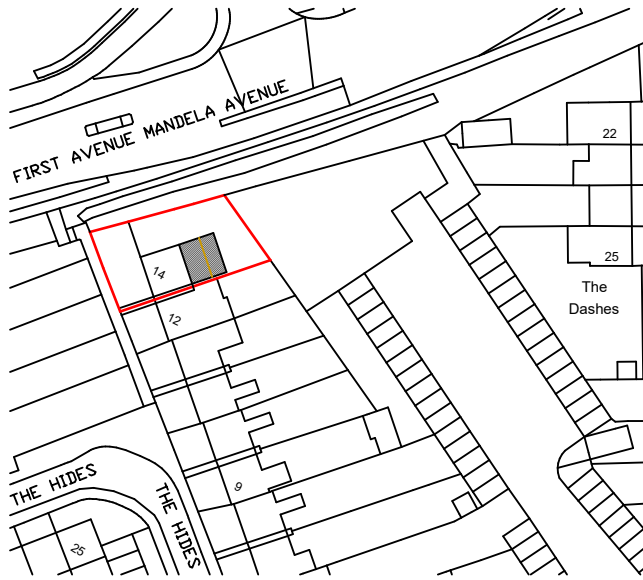 FIRST AVENUE MANDELA AVENUE
22
25
The
Dashes
14
12
9
THE HIDES
THE HIDES
25